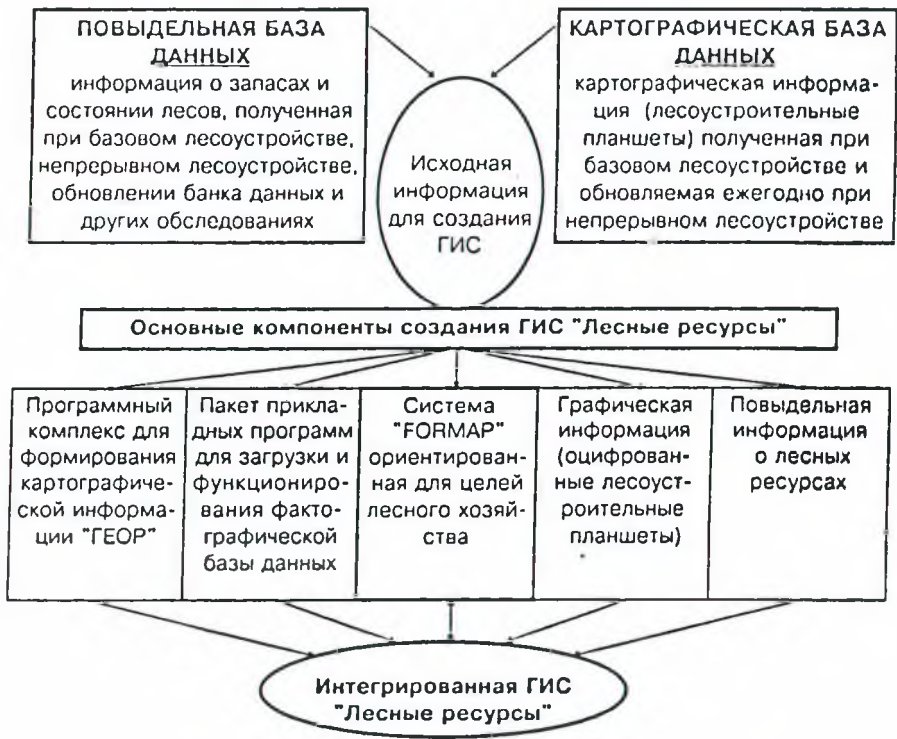 ПОВЫДЕЛЬНАЯ БАЗА
ДАННЫХ
информация о запасах и
состоянии лесов, полученная
при базовом лесоустройстве,
непрерывном лесоустройстве,
обновлении банка данных и
других обследованиях
КАРТОГРАФИЧЕСКАЯ БАЗА
ДАННЫХ
картографическая информа-
ция (лесоустроительные
планшеты) полученная при
базовом лесоустройстве и
обновляемая ежегодно при
непрерывном лесоустройстве
Исходная
информация
для создания
ГИС
Основные компоненты создания ГИС "Лесные ресурсы"
Программный
комплекс для
формирования
картографиче-
ской информа-
ции "ГЕОР"
Пакет прикла-
дных программ
для загрузки и
функциониро-
вания факто-
графической
базы данных
Система
"FORMAP"
ориентирован-
ная для целей
лесного хозяй-
ства
Графическая
информация
(оцифрован-
ные лесоуст-
роительные
планшеты)
Повыдельная
информация
о лесных
ресурсах
Интегрированная ГИС
"Лесные ресурсы"